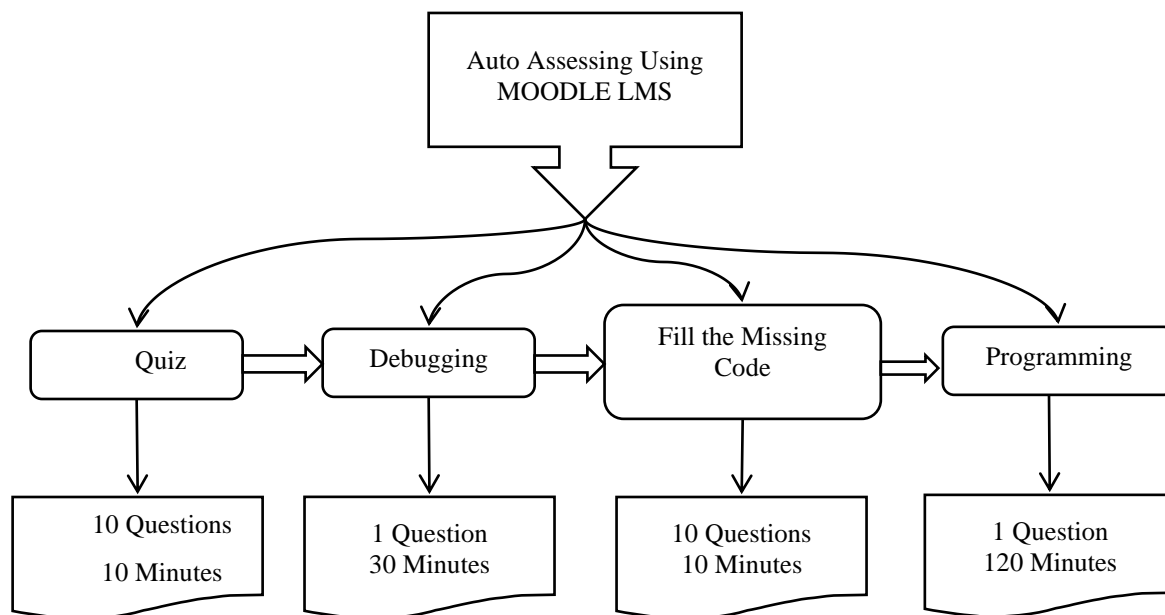 Auto Assessing Using
MOODLE LMS
Quiz
Debugging
Fill the Missing
Code
Programming
10 Questions
10 Minutes
1 Question
30 Minutes
10 Questions
10 Minutes
1 Question
120 Minutes